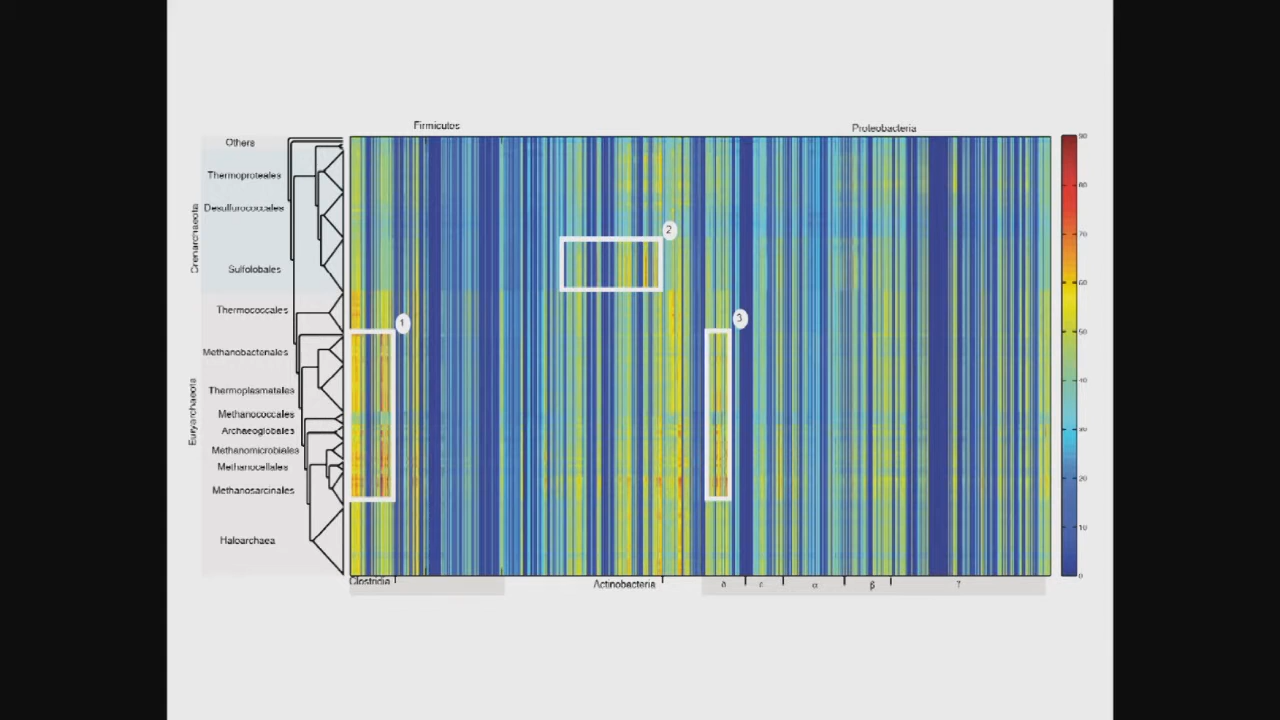 Firmicutes
Proteobacteria
Others
Thermoproteales
Desulfurococcales
Sulfolobales
Crenarchaeota
Thermococcales
Methanobacteriales
Thermoplasmatales
Methanococcales
Archaeoglobales
Methanomicrobiales
Methanocellales
Methanosarcinales
Haloarchaea
Euryarchaeota
1
2
3
90
80
70
60
50
40
30
20
10
0
Clostridia
Actinobacteria
δ
ε
α
β
γ